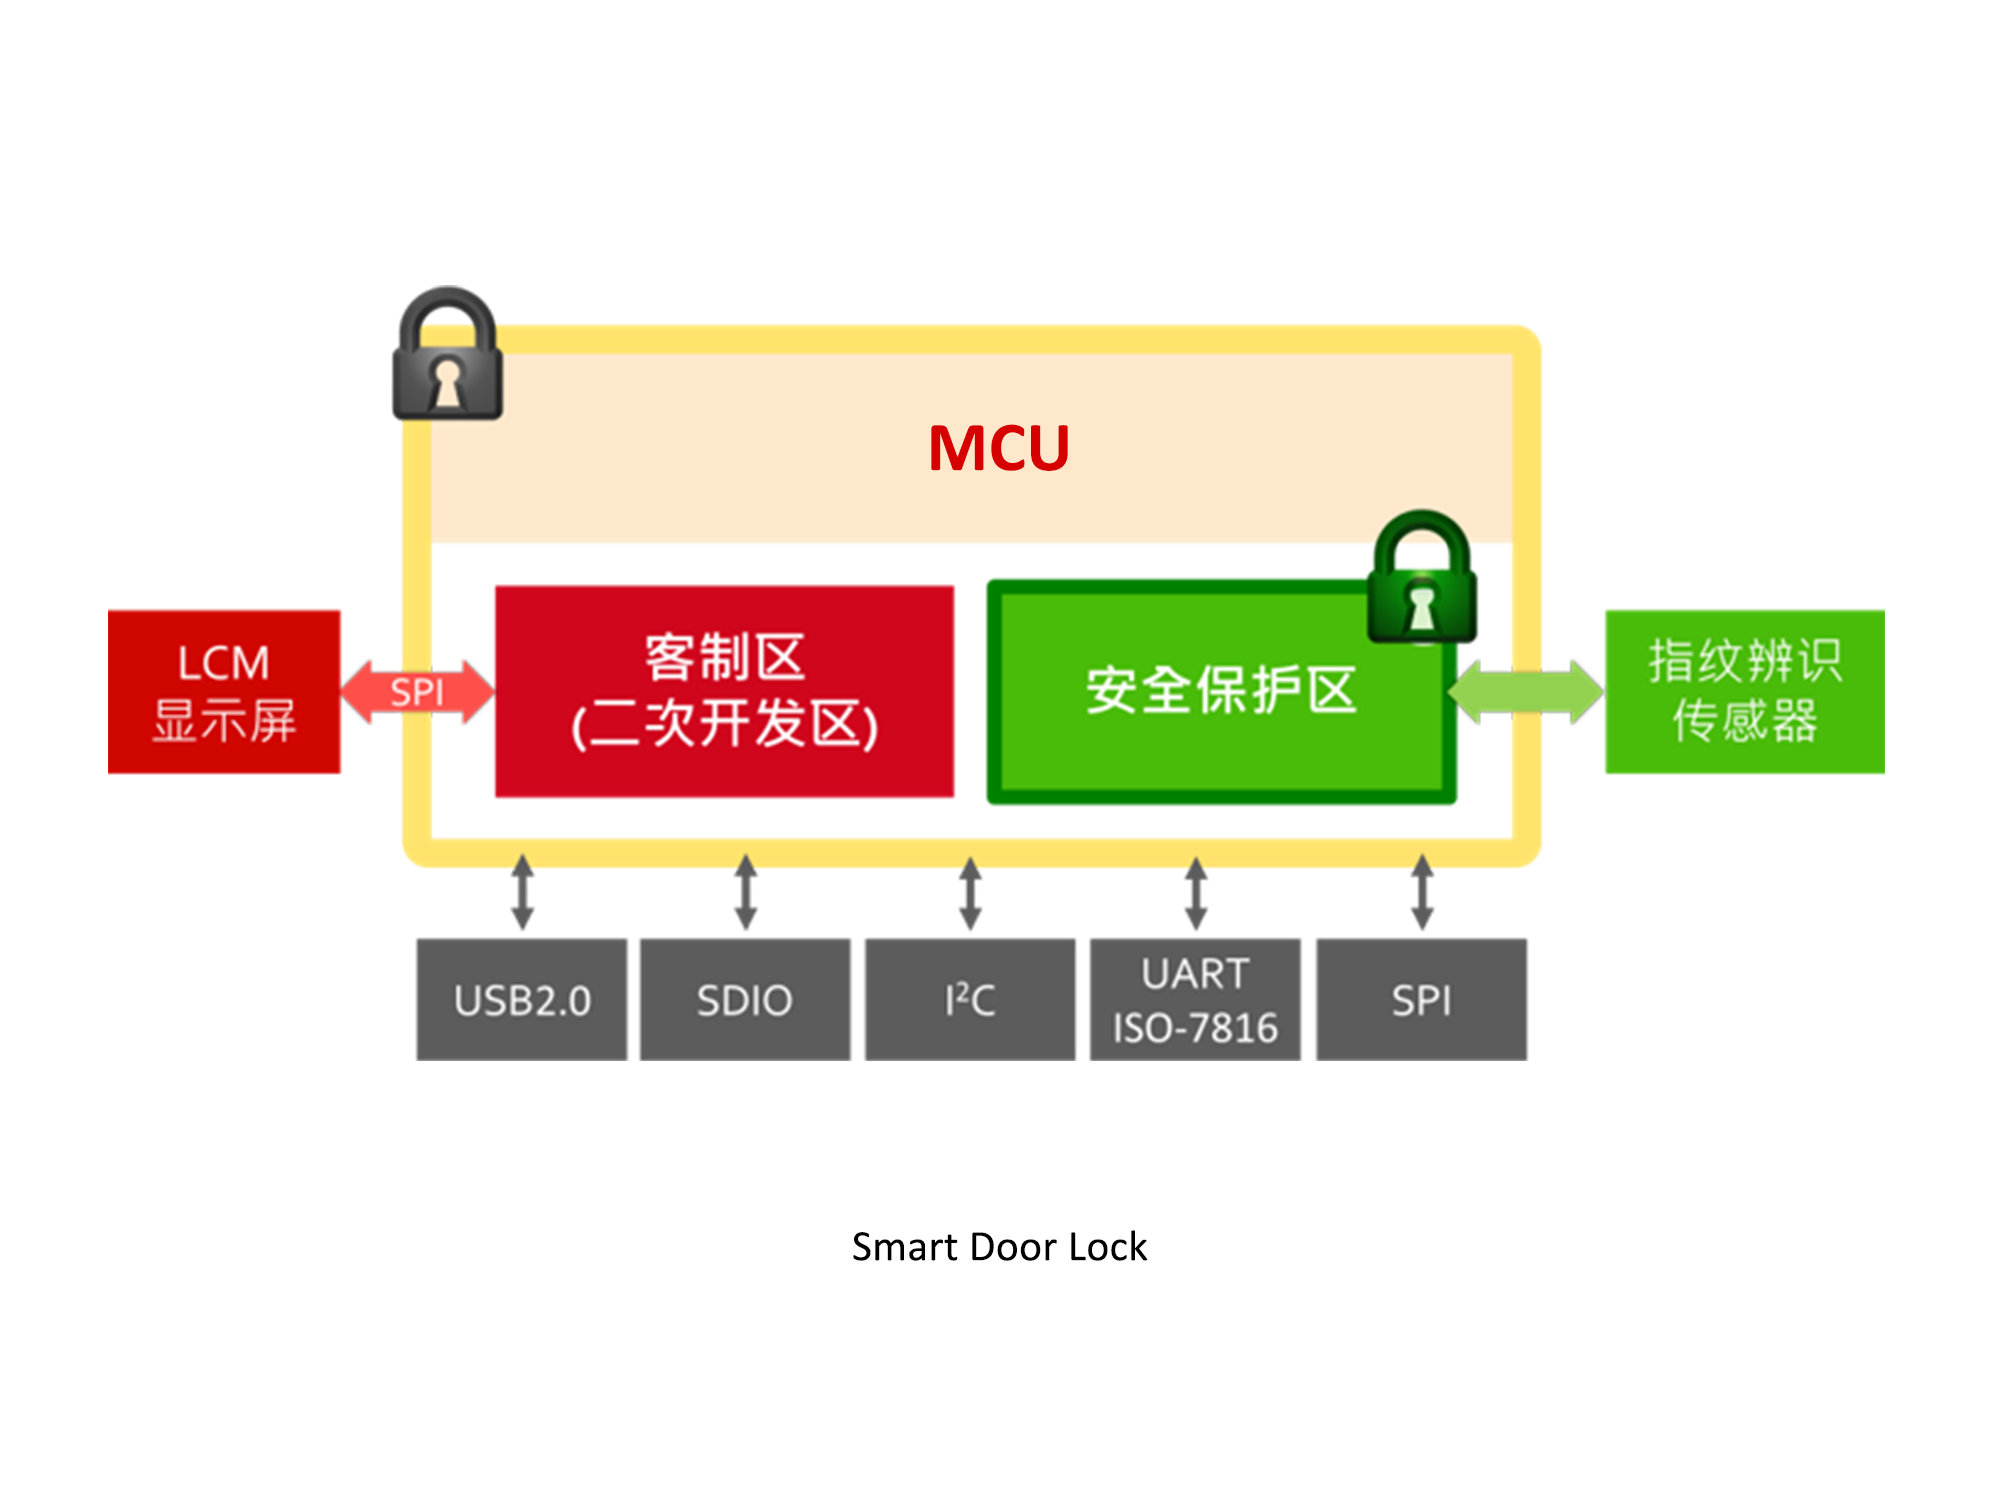 MCU
LCM
显示屏
SPI
客制区
(二次开发区)
安全保护区
指纹辨识
传感器
USB2.0
SDIO
I²C
UART
ISO-7816
SPI
Smart Door Lock